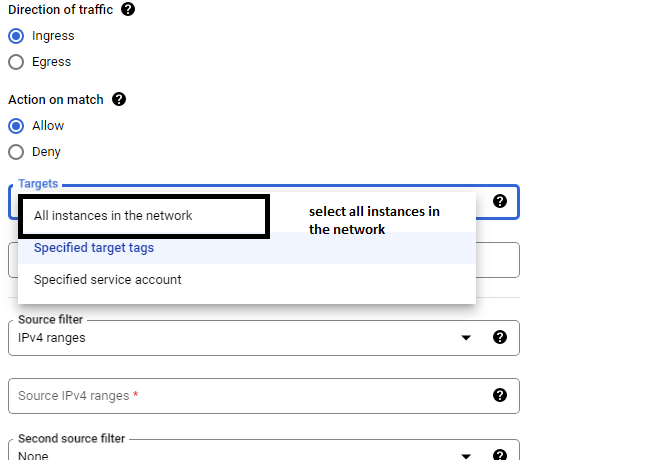 Direction of traffic
Ingress
Egress
Action on match
Allow
Deny
Targets
All instances in the network
select all instances in
the network
Specified target tags
Specified service account
Source filter
IPv4 ranges
Source IPv4 ranges *
Second source filter
None